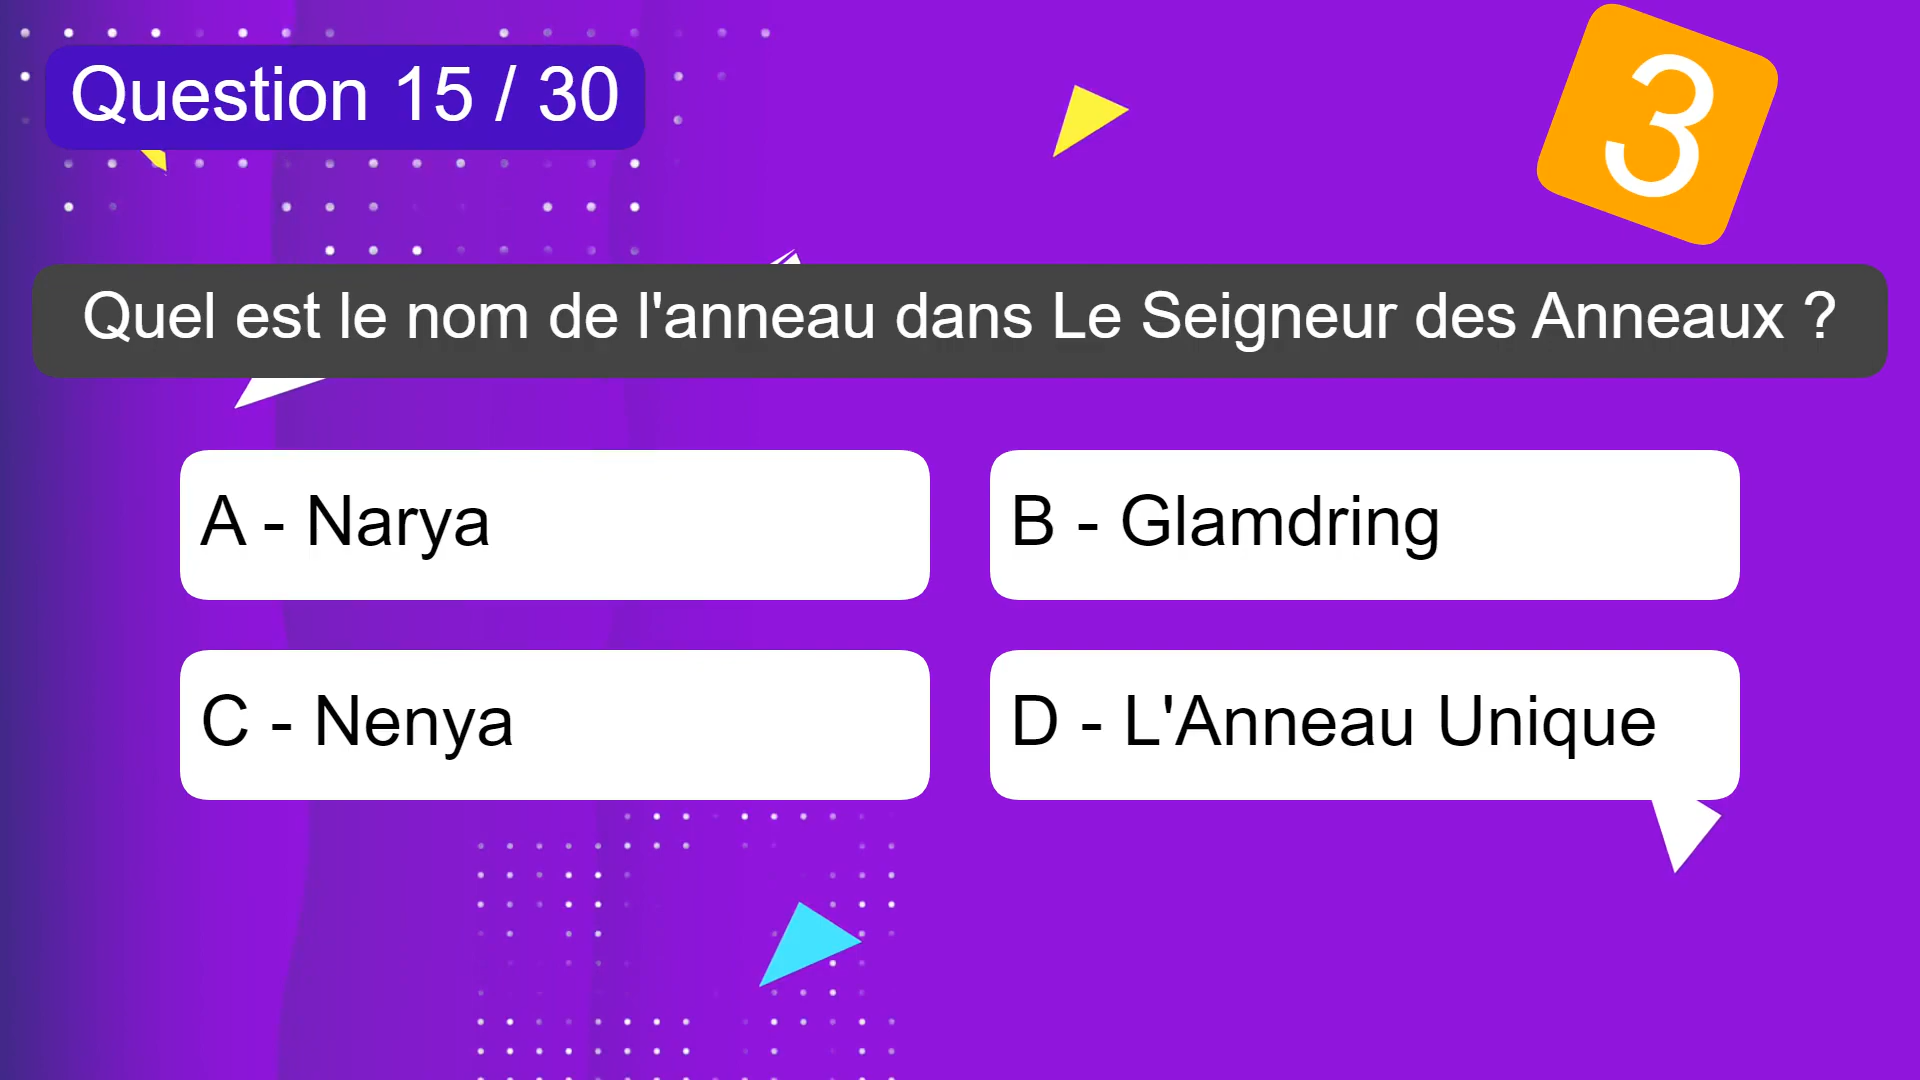 Question 15 / 30
3
Quel est le nom de l'anneau dans Le Seigneur des Anneaux ?
A - Narya
B - Glamdring
C - Nenya
D - L'Anneau Unique